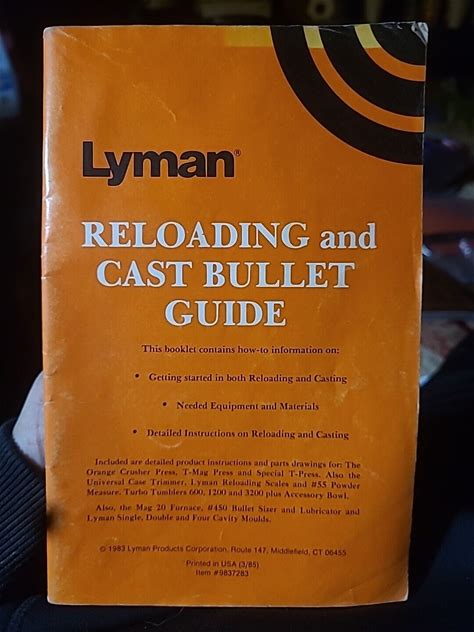 Lyman®
RELOADING and
CAST BULLET
GUIDE
This booklet contains how-to information on:
• Getting started in both Reloading and Casting
• Needed Equipment and Materials
• Detailed Instructions on Reloading and Casting
Included are detailed product instructions and parts drawings for: The
Orange Crusher Press, T-Mag Press and Special T-Press. Also the
Universal Case Trimmer, Lyman Reloading Scales and #55 Powder
Measure. Turbo Tumblers 600, 1200 and 3200 plus Accessory Bowl.
Also, the Mag 20 Furnace, #450 Bullet Sizer and Lubricator and
Lyman Single, Double and Four Cavity Moulds.
© 1983 Lyman Products Corporation, Route 147, Middlefield, CT 06455
Printed in USA (3/85)
Item #9837283